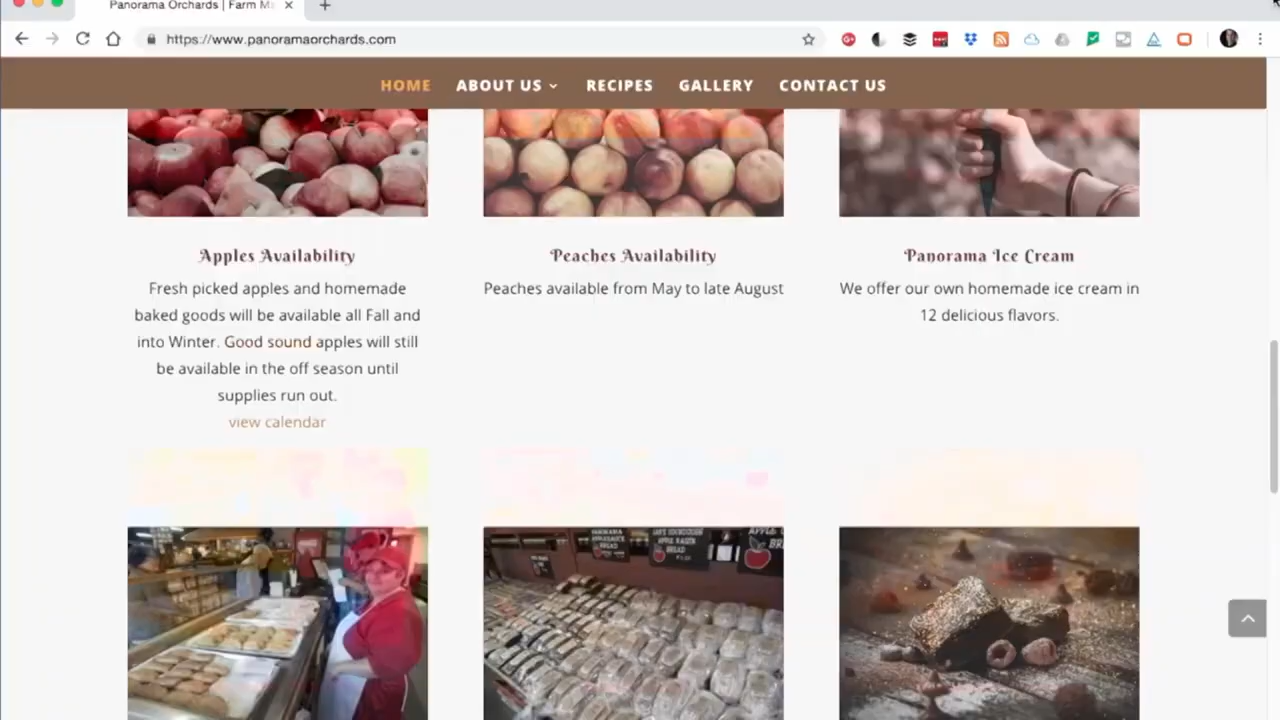 Panorama Orchards | Farm M
https://www.panoramaorchards.com
HOME ABOUT US RECIPES GALLERY CONTACT US
Apples Availability
Fresh picked apples and homemade
baked goods will be available all Fall and
into Winter. Good sound apples will still
be available in the off season until
supplies run out.
view calendar
Peaches Availability
Peaches available from May to late August
Panorama Ice Cream
We offer our own homemade ice cream in
12 delicious flavors.
PANORAMA
APPLESAUCE
BREAD
APPLE RAISIN
BREAD
APPLE